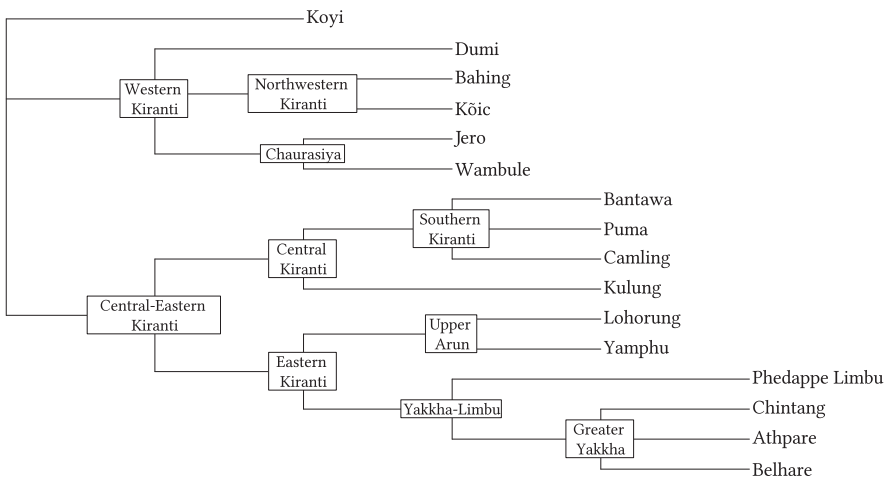 Koyi
Dumi
Western
Kiranti
Northwestern
Kiranti
Bahing
Kõic
Chaurasiya
Jero
Wambule
Central-Eastern
Kiranti
Central
Kiranti
Southern
Kiranti
Bantawa
Puma
Camling
Kulung
Eastern
Kiranti
Upper
Arun
Lohorung
Yamphu
Yakkha-Limbu
Phedappe Limbu
Greater
Yakkha
Chintang
Athpare
Belhare